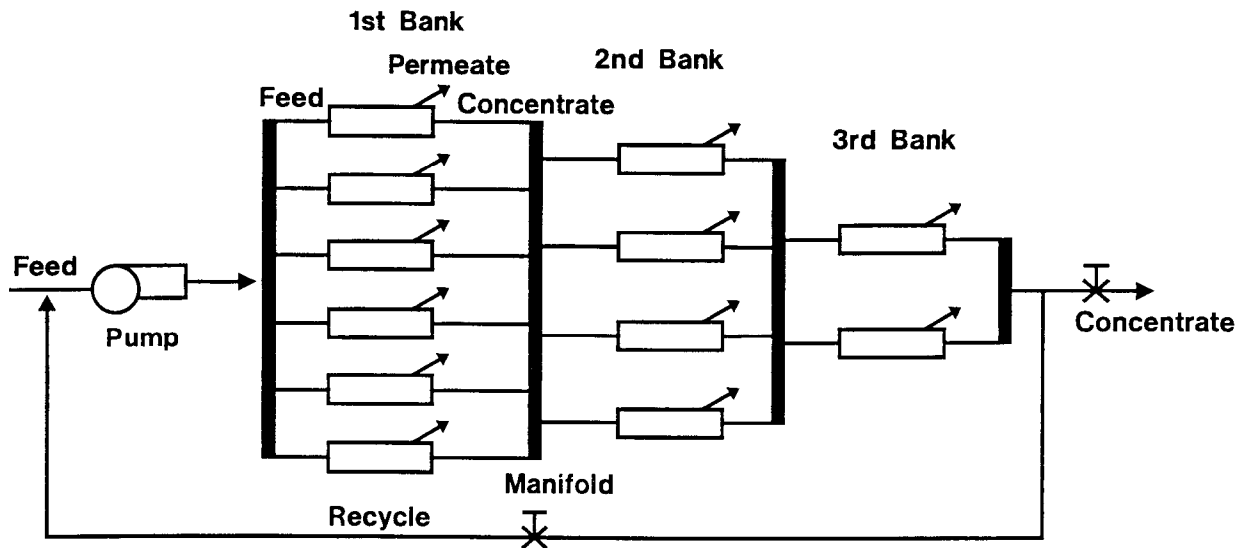 1st Bank
2nd Bank
Permeate
Feed
Concentrate
3rd Bank
Feed
Pump
Concentrate
Manifold
Recycle